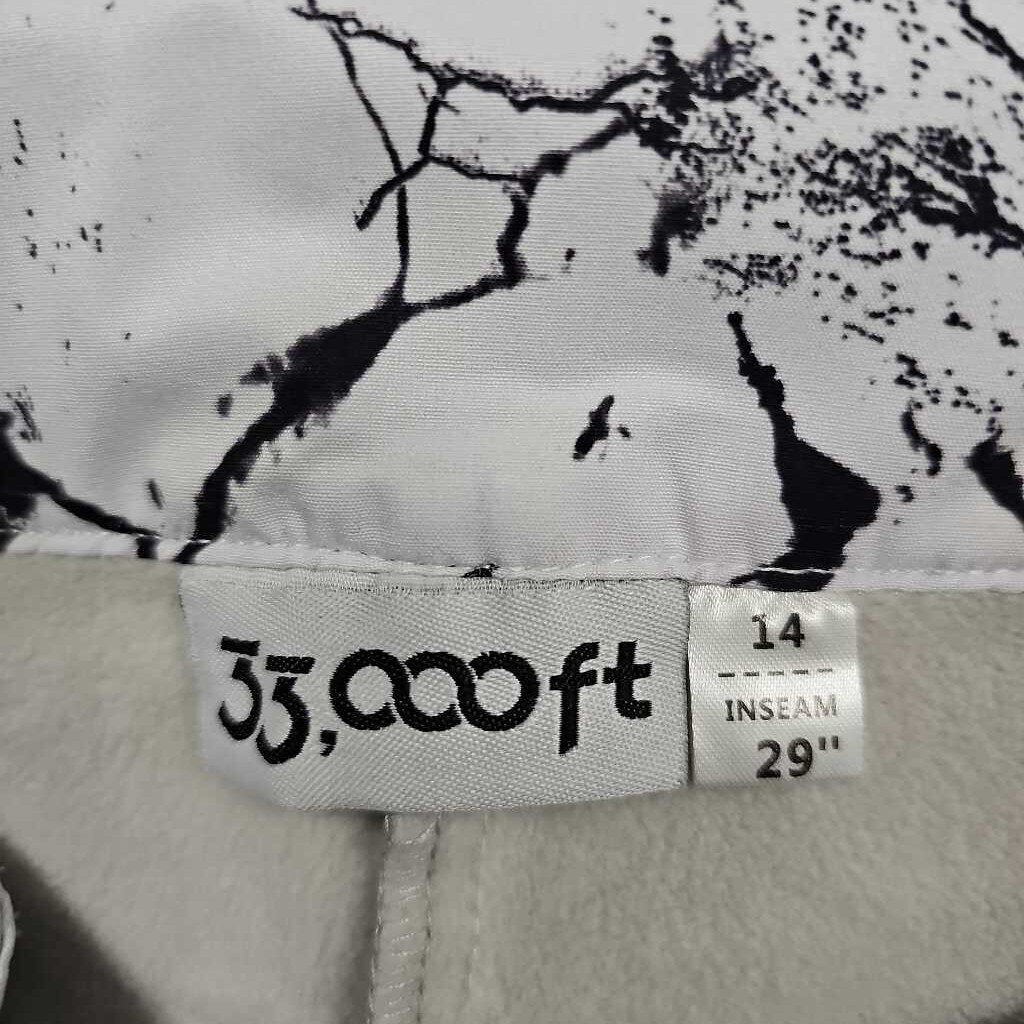 33,000ft
14
INSEAM
29"